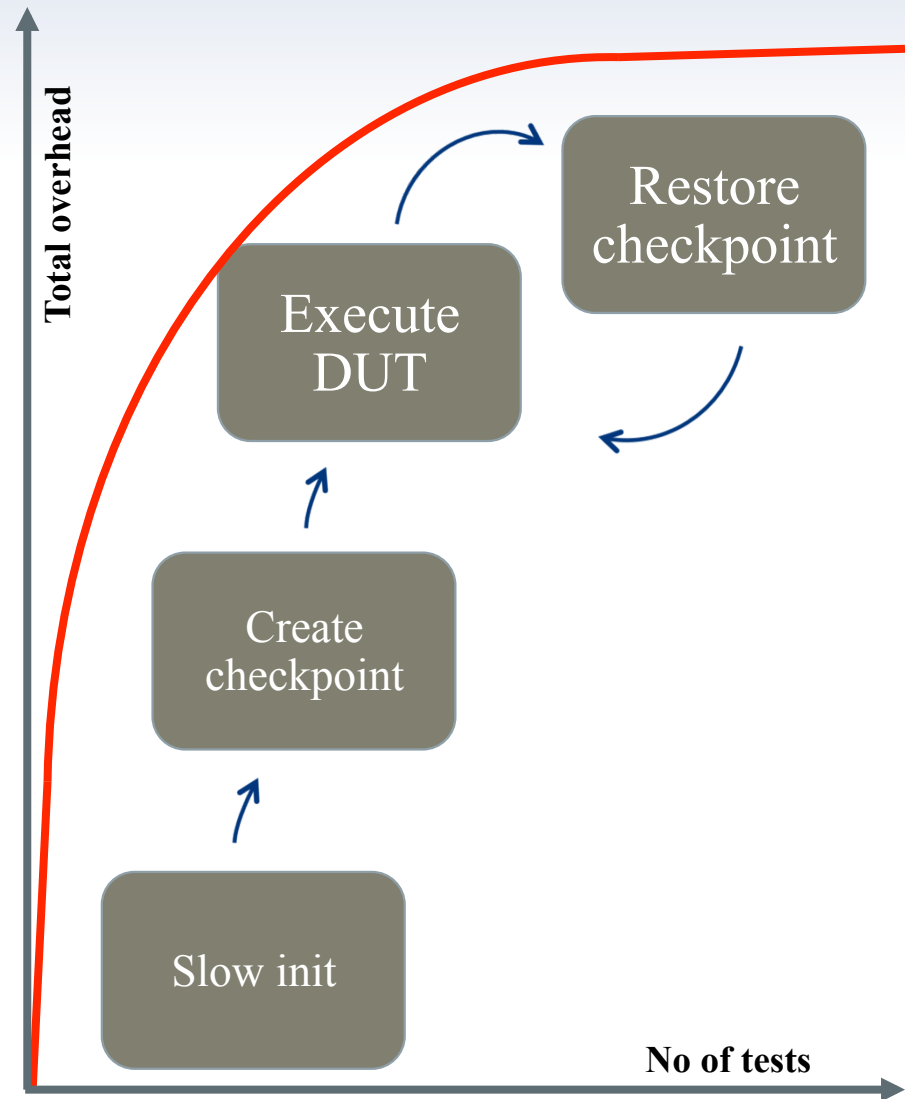 Total overhead
Restore
checkpoint
Execute
DUT
Create
checkpoint
Slow init
No of tests